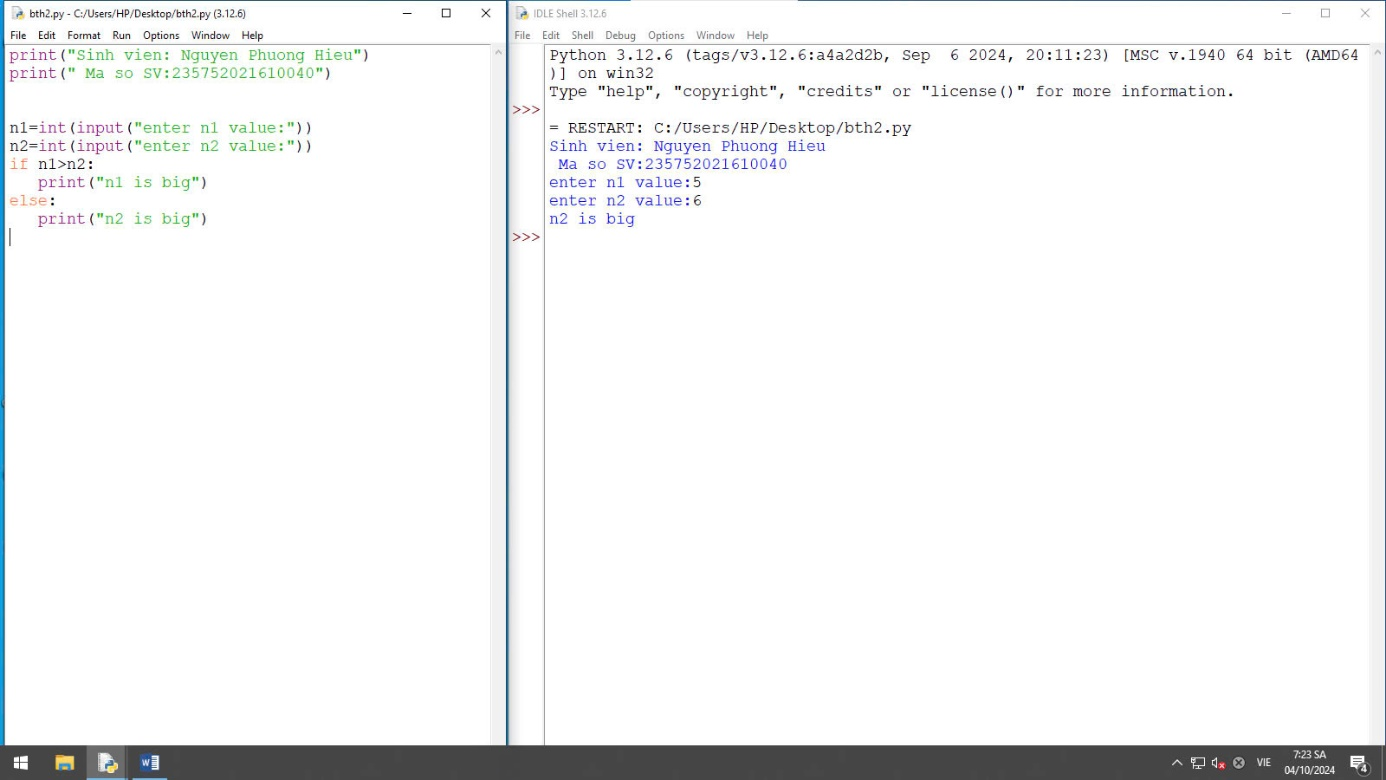 bth2.py - C:/Users/HP/Desktop/bth2.py (3.12.6)
File Edit Format Run Options Window Help
print("Sinh vien: Nguyen Phuong Hieu")
print(" Ma so SV:235752021610040")
n1=int(input("enter n1 value:"))
n2=int(input("enter n2 value:"))
if n1>n2:
   print("n1 is big")
else:
   print("n2 is big")
IDLE Shell 3.12.6
File Edit Shell Debug Options Window Help
Python 3.12.6 (tags/v3.12.6:a4a2d2b, Sep  6 2024, 20:11:23) [MSC v.1940 64 bit (AMD64
)] on win32
Type "help", "copyright", "credits" or "license()" for more information.
>>>
= RESTART: C:/Users/HP/Desktop/bth2.py
Sinh vien: Nguyen Phuong Hieu
 Ma so SV:235752021610040
enter n1 value:5
enter n2 value:6
n2 is big
>>>
VIE
7:23 SA
04/10/2024
4